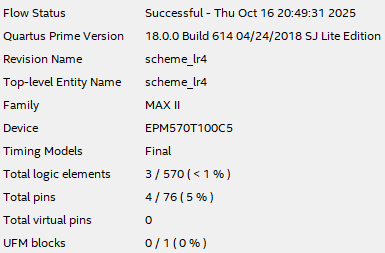 Flow Status Successful - Thu Oct 16 20:49:31 2025
Quartus Prime Version 18.0.0 Build 614 04/24/2018 SJ Lite Edition
Revision Name scheme_lr4
Top-level Entity Name scheme_lr4
Family MAX II
Device EPM570T100C5
Timing Models Final
Total logic elements 3 / 570 ( < 1 % )
Total pins 4 / 76 ( 5 % )
Total virtual pins 0
UFM blocks 0 / 1 ( 0 % )